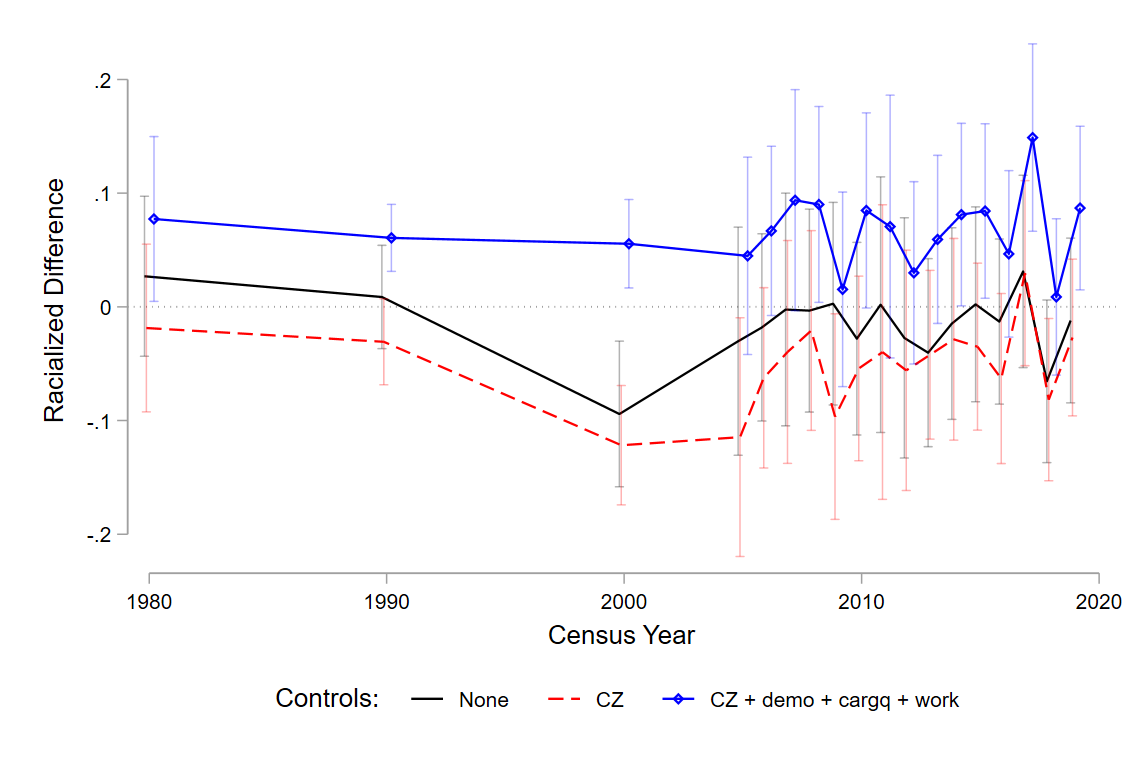 Racialized Difference
.2
.1
0
-.1
-.2
1980 1990 2000 2010 2020
Census Year
Controls: None CZ CZ + demo + cargq + work